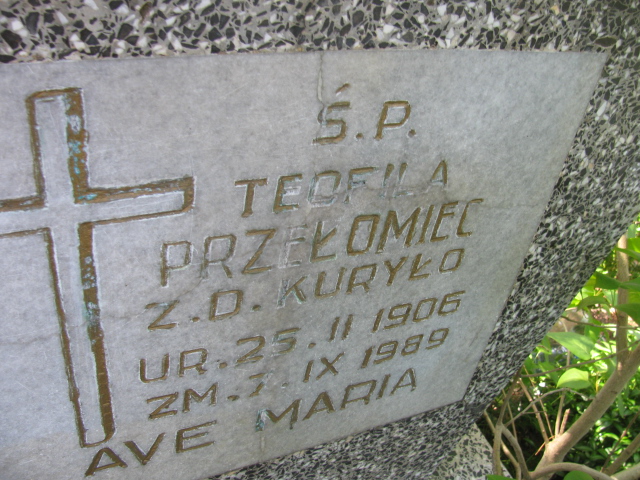 Ś.P.
TEOFILA
PRZEŁOMIEC
Z.D. KURYŁO
UR. 25. II 1906
ZM. 7. IX 1989
AVE MARIA